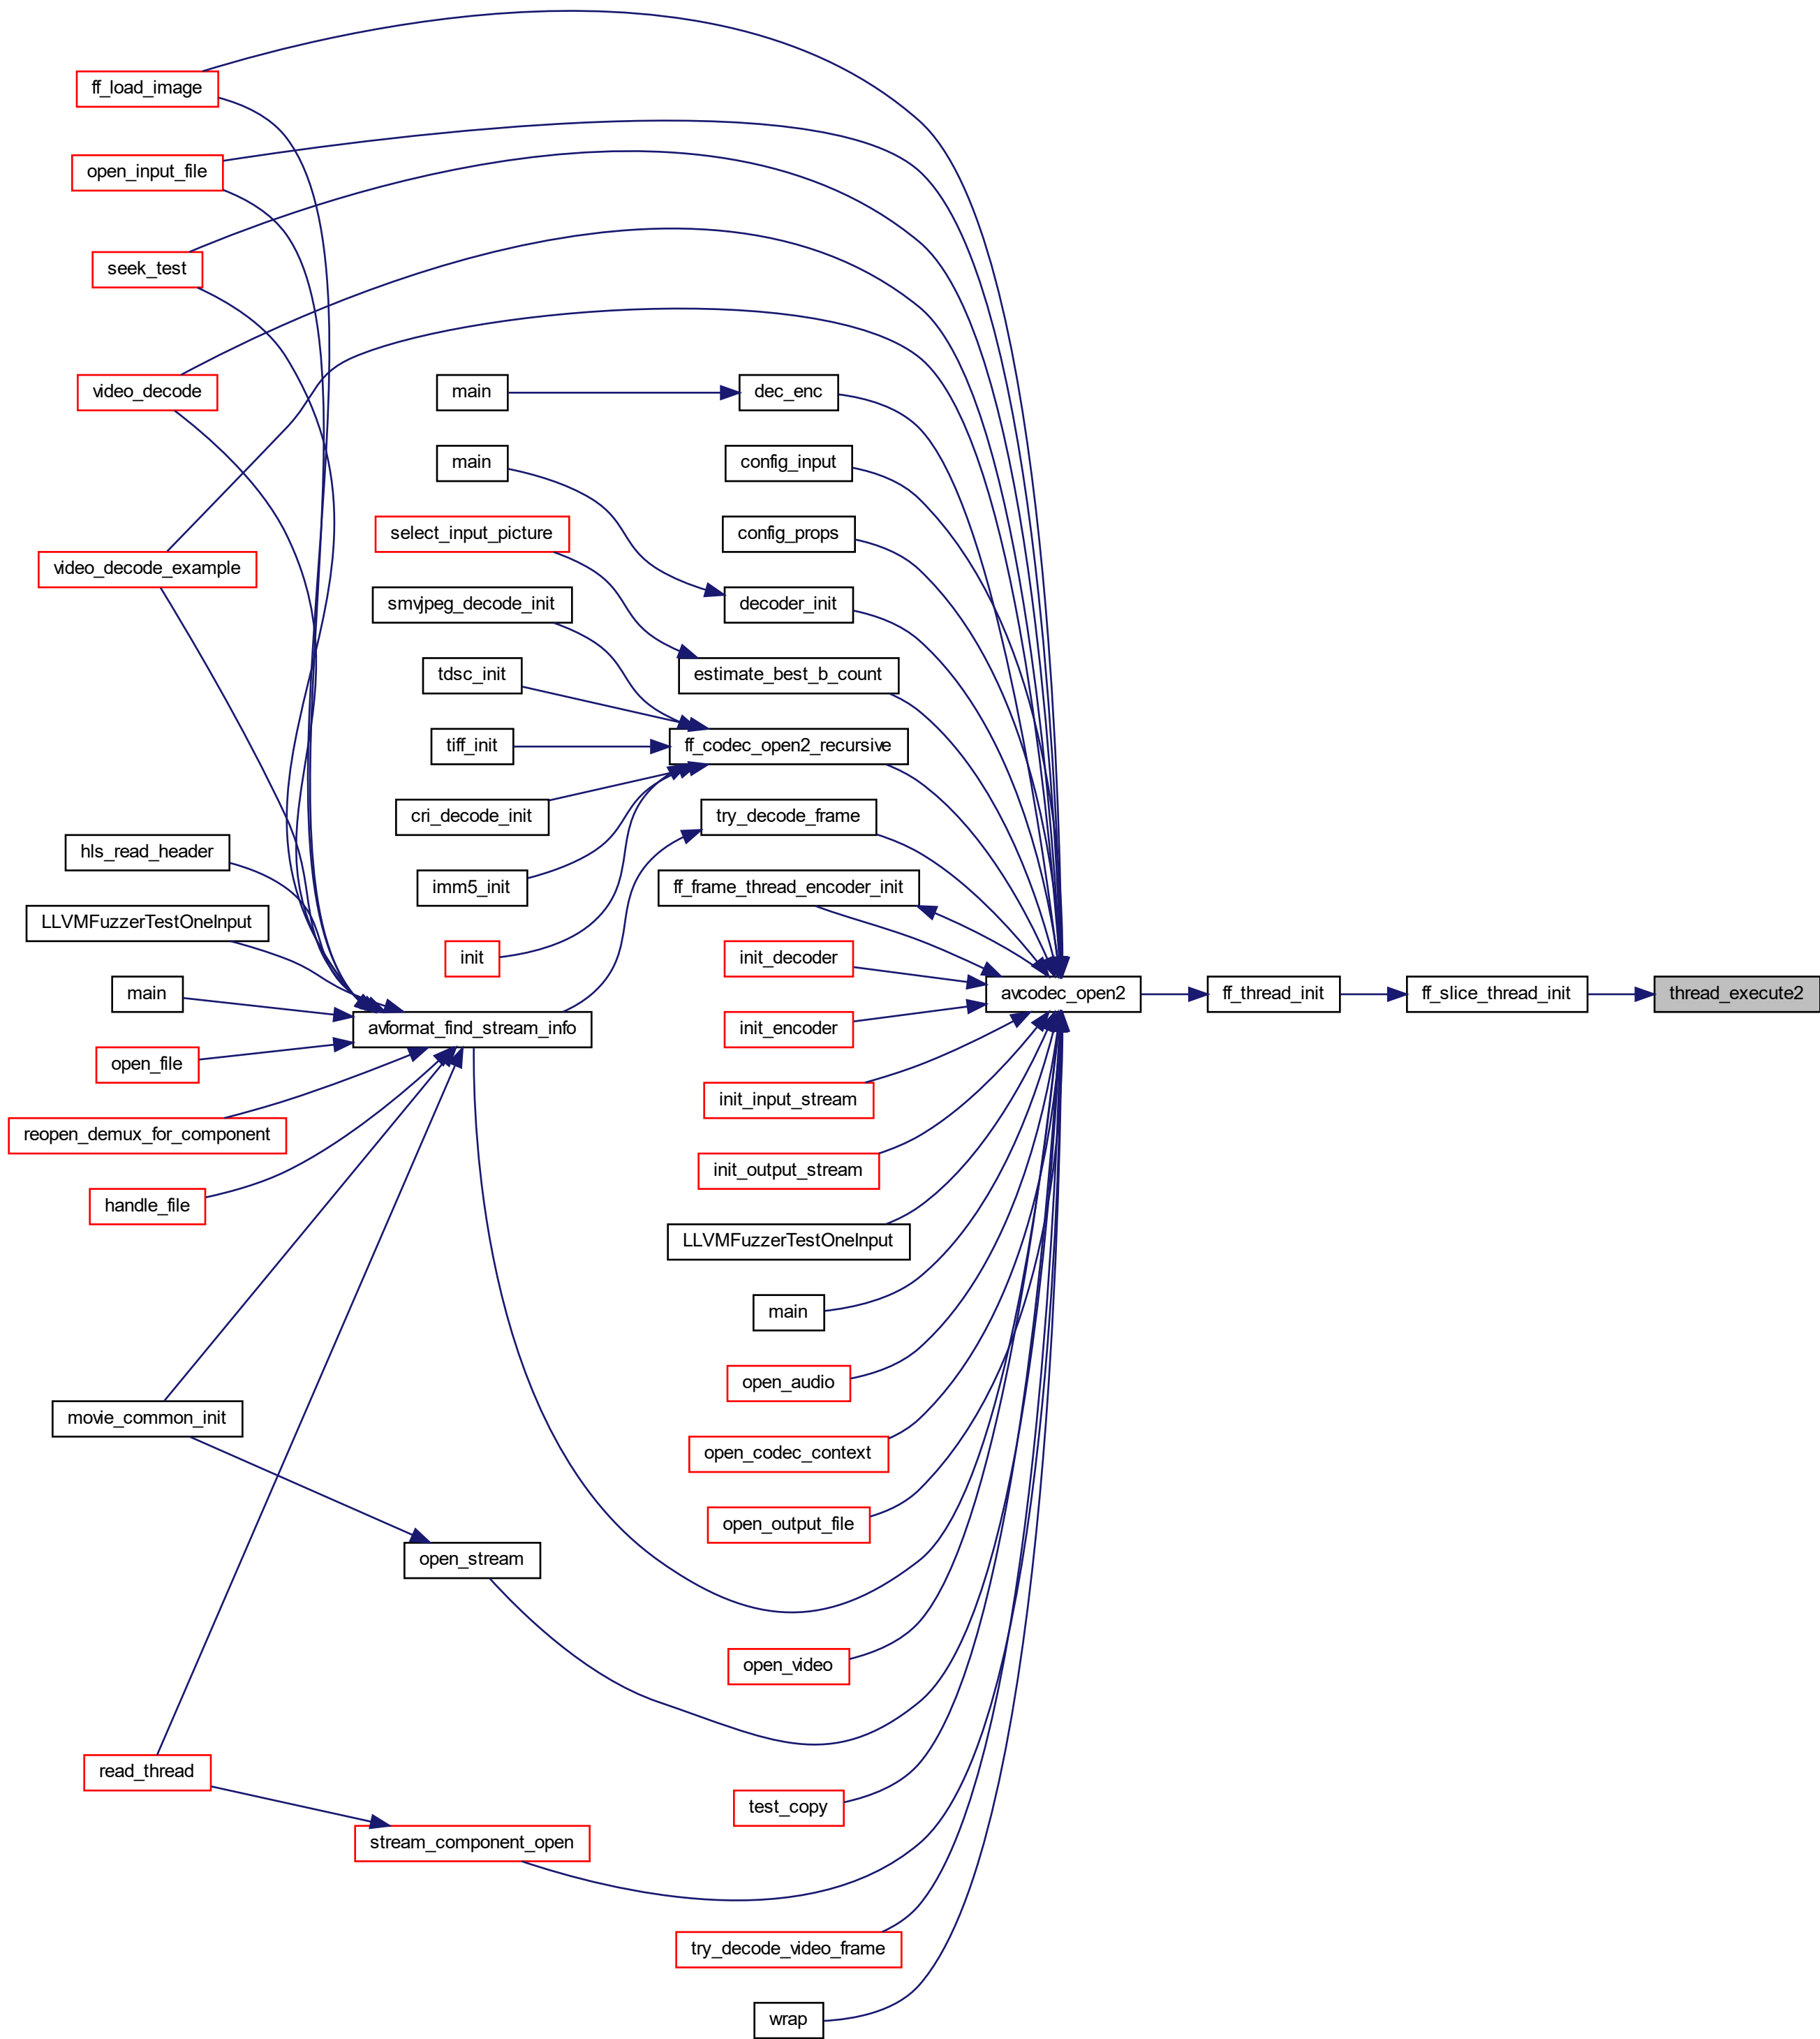 ff_load_image
open_input_file
seek_test
video_decode
main
dec_enc
main
config_input
select_input_picture
config_props
video_decode_example
smvjpeg_decode_init
decoder_init
tdsc_init
estimate_best_b_count
tiff_init
ff_codec_open2_recursive
cri_decode_init
try_decode_frame
hls_read_header
imm5_init
ff_frame_thread_encoder_init
LLVMFuzzerTestOneInput
init
init_decoder
main
avcodec_open2
ff_thread_init
ff_slice_thread_init
thread_execute2
avformat_find_stream_info
init_encoder
open_file
init_input_stream
reopen_demux_for_component
init_output_stream
handle_file
LLVMFuzzerTestOneInput
main
open_audio
movie_common_init
open_codec_context
open_output_file
open_stream
open_video
read_thread
test_copy
stream_component_open
try_decode_video_frame
wrap